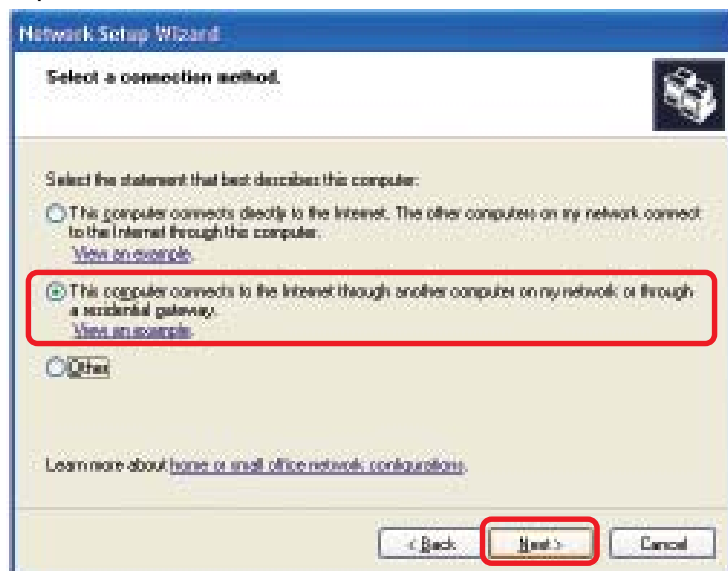 Network Setup Wizard
Select a connection method.
Select the statement that best describes this computer:
This computer connects directly to the Internet. The other computers on my network connect
to the Internet through this computer.
View an example.
This computer connects to the Internet through another computer on my network or through
a residential gateway.
View an example.
Other
Learn more about home or small office network configurations.
< Back
Next >
Cancel